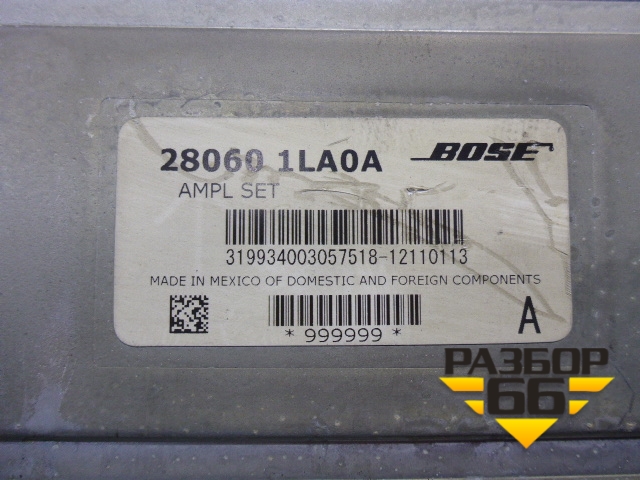 28060 1LA0A BOSE
AMPL SET
319934003057518-12110113
MADE IN MEXICO OF DOMESTIC AND FOREIGN COMPONENTS
*999999* A
РАЗБОР
66